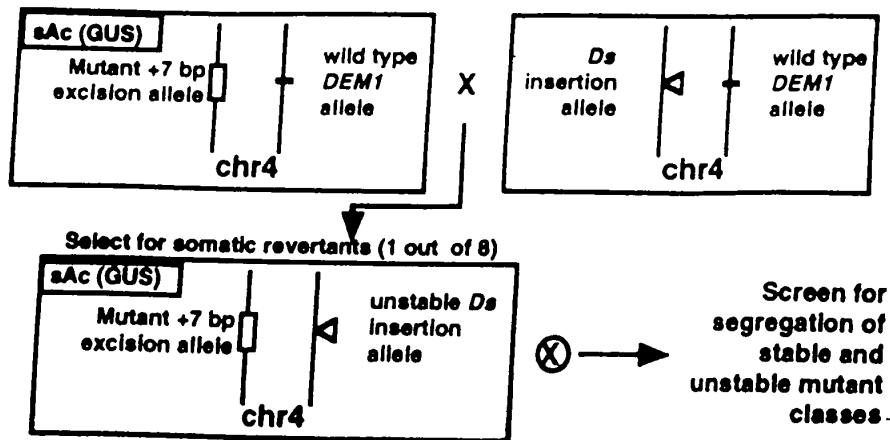 sAc (GUS)
Mutant +7 bp
excision allele
wild type
DEM1
allele
chr4
X
Ds
insertion
allele
wild type
DEM1
allele
chr4
Select for somatic revertants (1 out of 8)
sAc (GUS)
Mutant +7 bp
excision allele
unstable Ds
insertion
allele
chr4
X
Screen for
segregation of
stable and
unstable mutant
classes